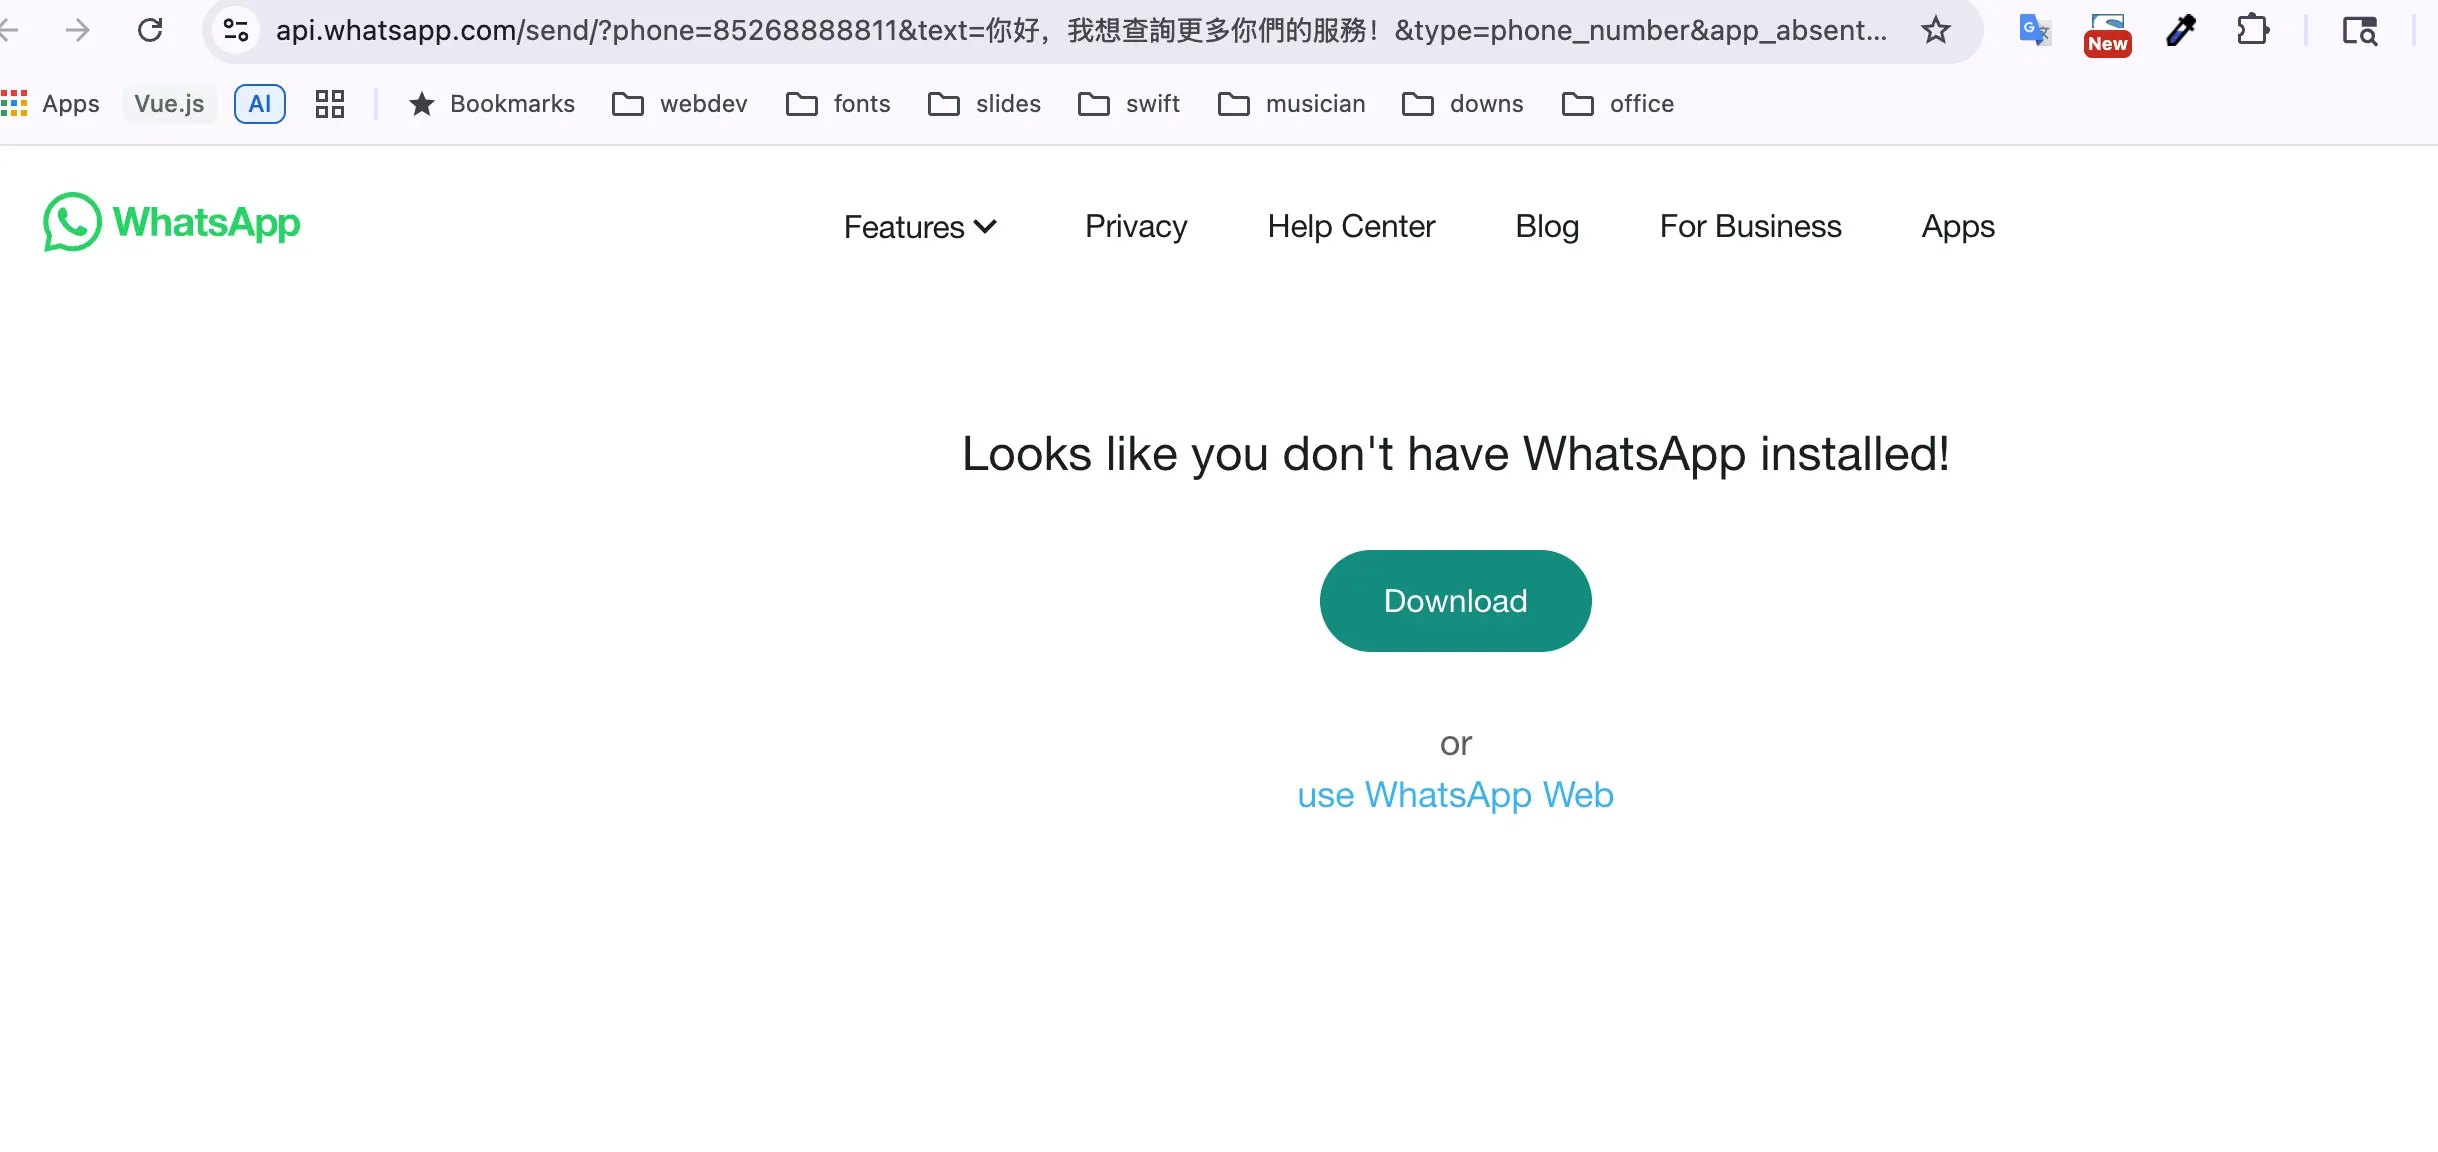 api.whatsapp.com/send/?phone=85268888811&text=你好，我想查詢更多你們的服務！&type=phone_number&app_absent...
New
Apps Vue.js AI Bookmarks webdev fonts slides swift musician downs office
WhatsApp Features Privacy Help Center Blog For Business Apps
Looks like you don't have WhatsApp installed!
Download
or
use WhatsApp Web